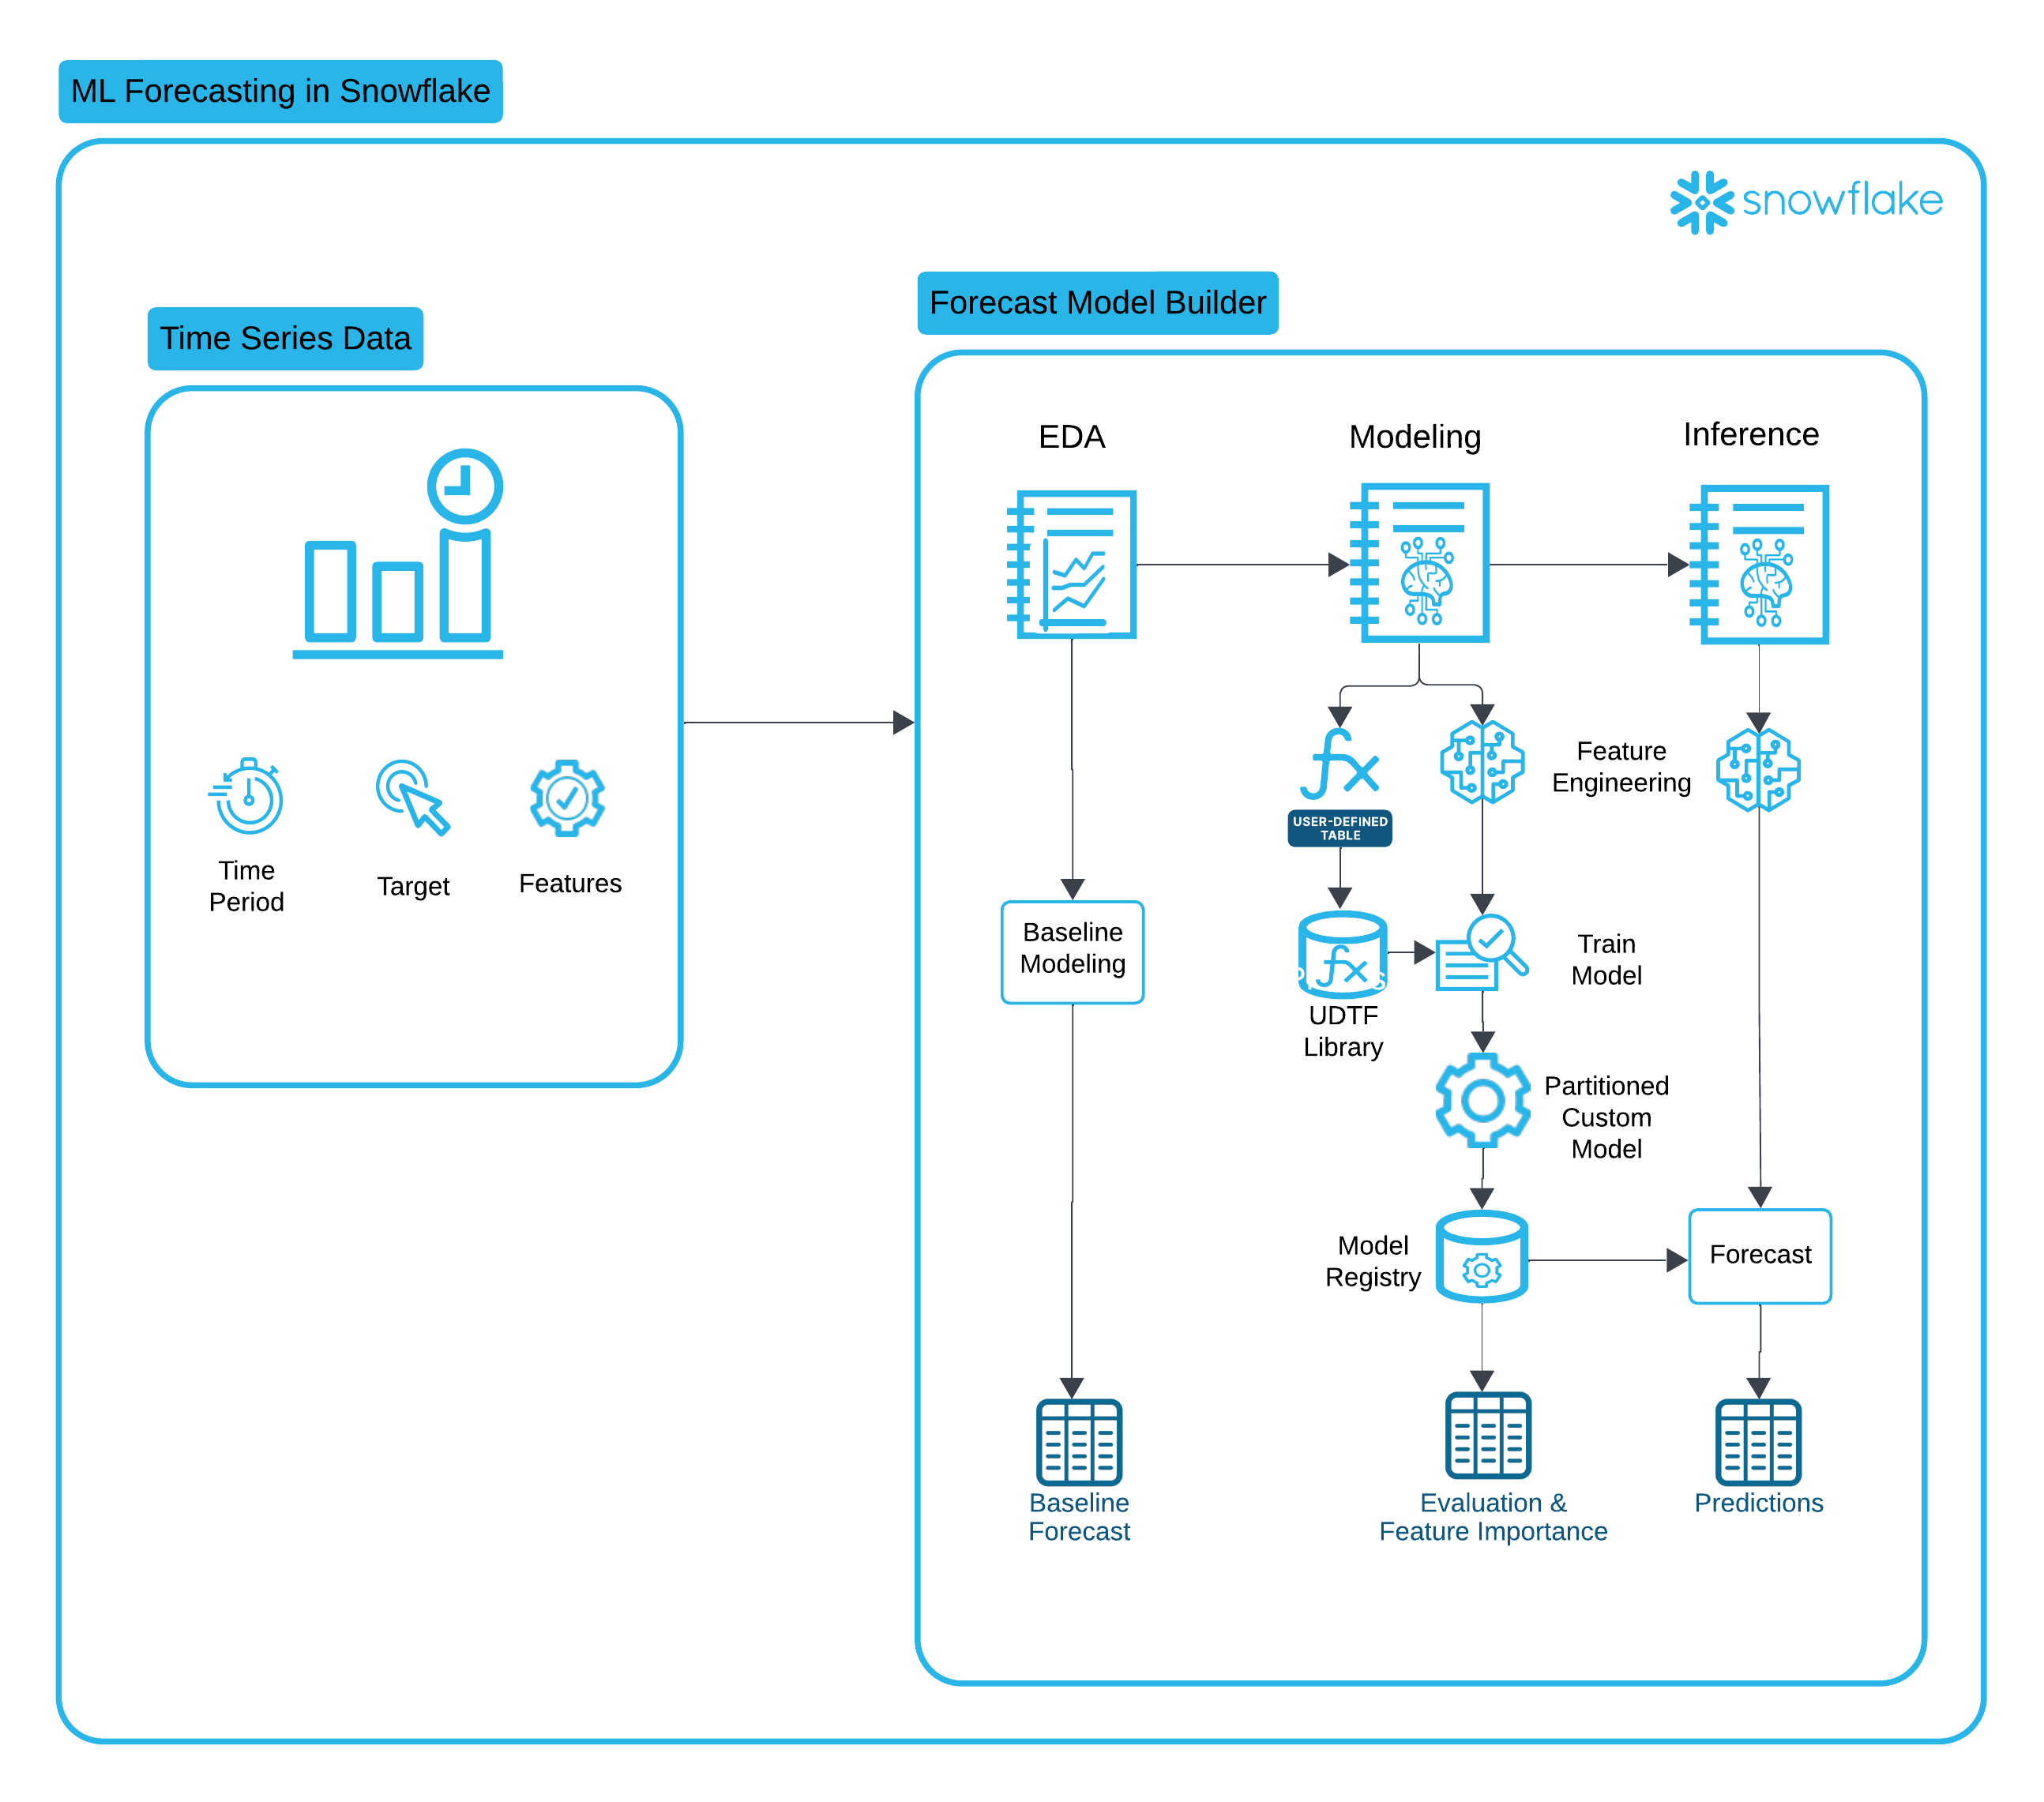 ML Forecasting in Snowflake
snowflake
Time Series Data
Time
Period
Target
Features
Forecast Model Builder
EDA
Modeling
Inference
USER-DEFINED
TABLE
Feature
Engineering
Baseline
Modeling
UDTF
Library
Train
Model
Partitioned
Custom
Model
Model
Registry
Forecast
Baseline
Forecast
Evaluation &
Feature Importance
Predictions